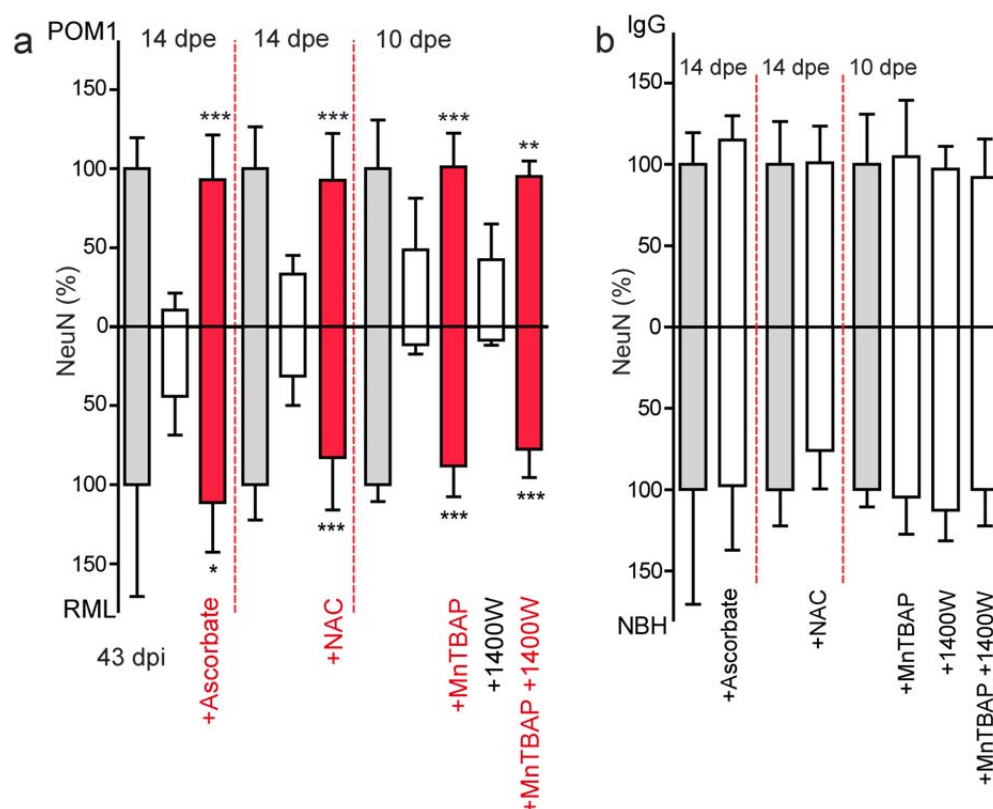 a
POM1
14 dpe
14 dpe
10 dpe
150
100
50
0
50
100
150
NeuN (%)
***
***
***
**
*
***
***
***
RML
43 dpi
+Ascorbate
+NAC
+MnTBAP
+1400W
+MnTBAP +1400W
b
IgG
14 dpe
14 dpe
10 dpe
150
100
50
0
50
100
150
NeuN (%)
NBH
+Ascorbate
+NAC
+MnTBAP
+1400W
+MnTBAP +1400W